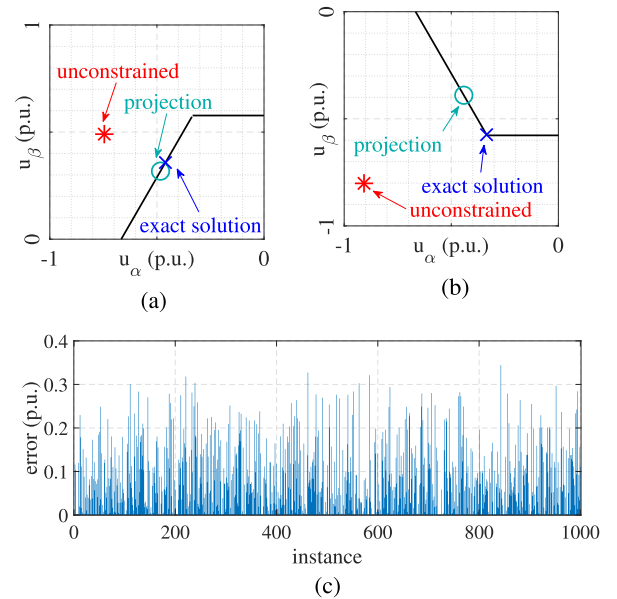 1
unconstrained
projection
exact solution
0
-1
0
u_β (p.u.)
u_α (p.u.)
(a)
0
projection
exact solution
unconstrained
-1
-1
0
u_β (p.u.)
u_α (p.u.)
(b)
0.4
0.3
0.2
0.1
0
error (p.u.)
0 200 400 600 800 1000
instance
(c)